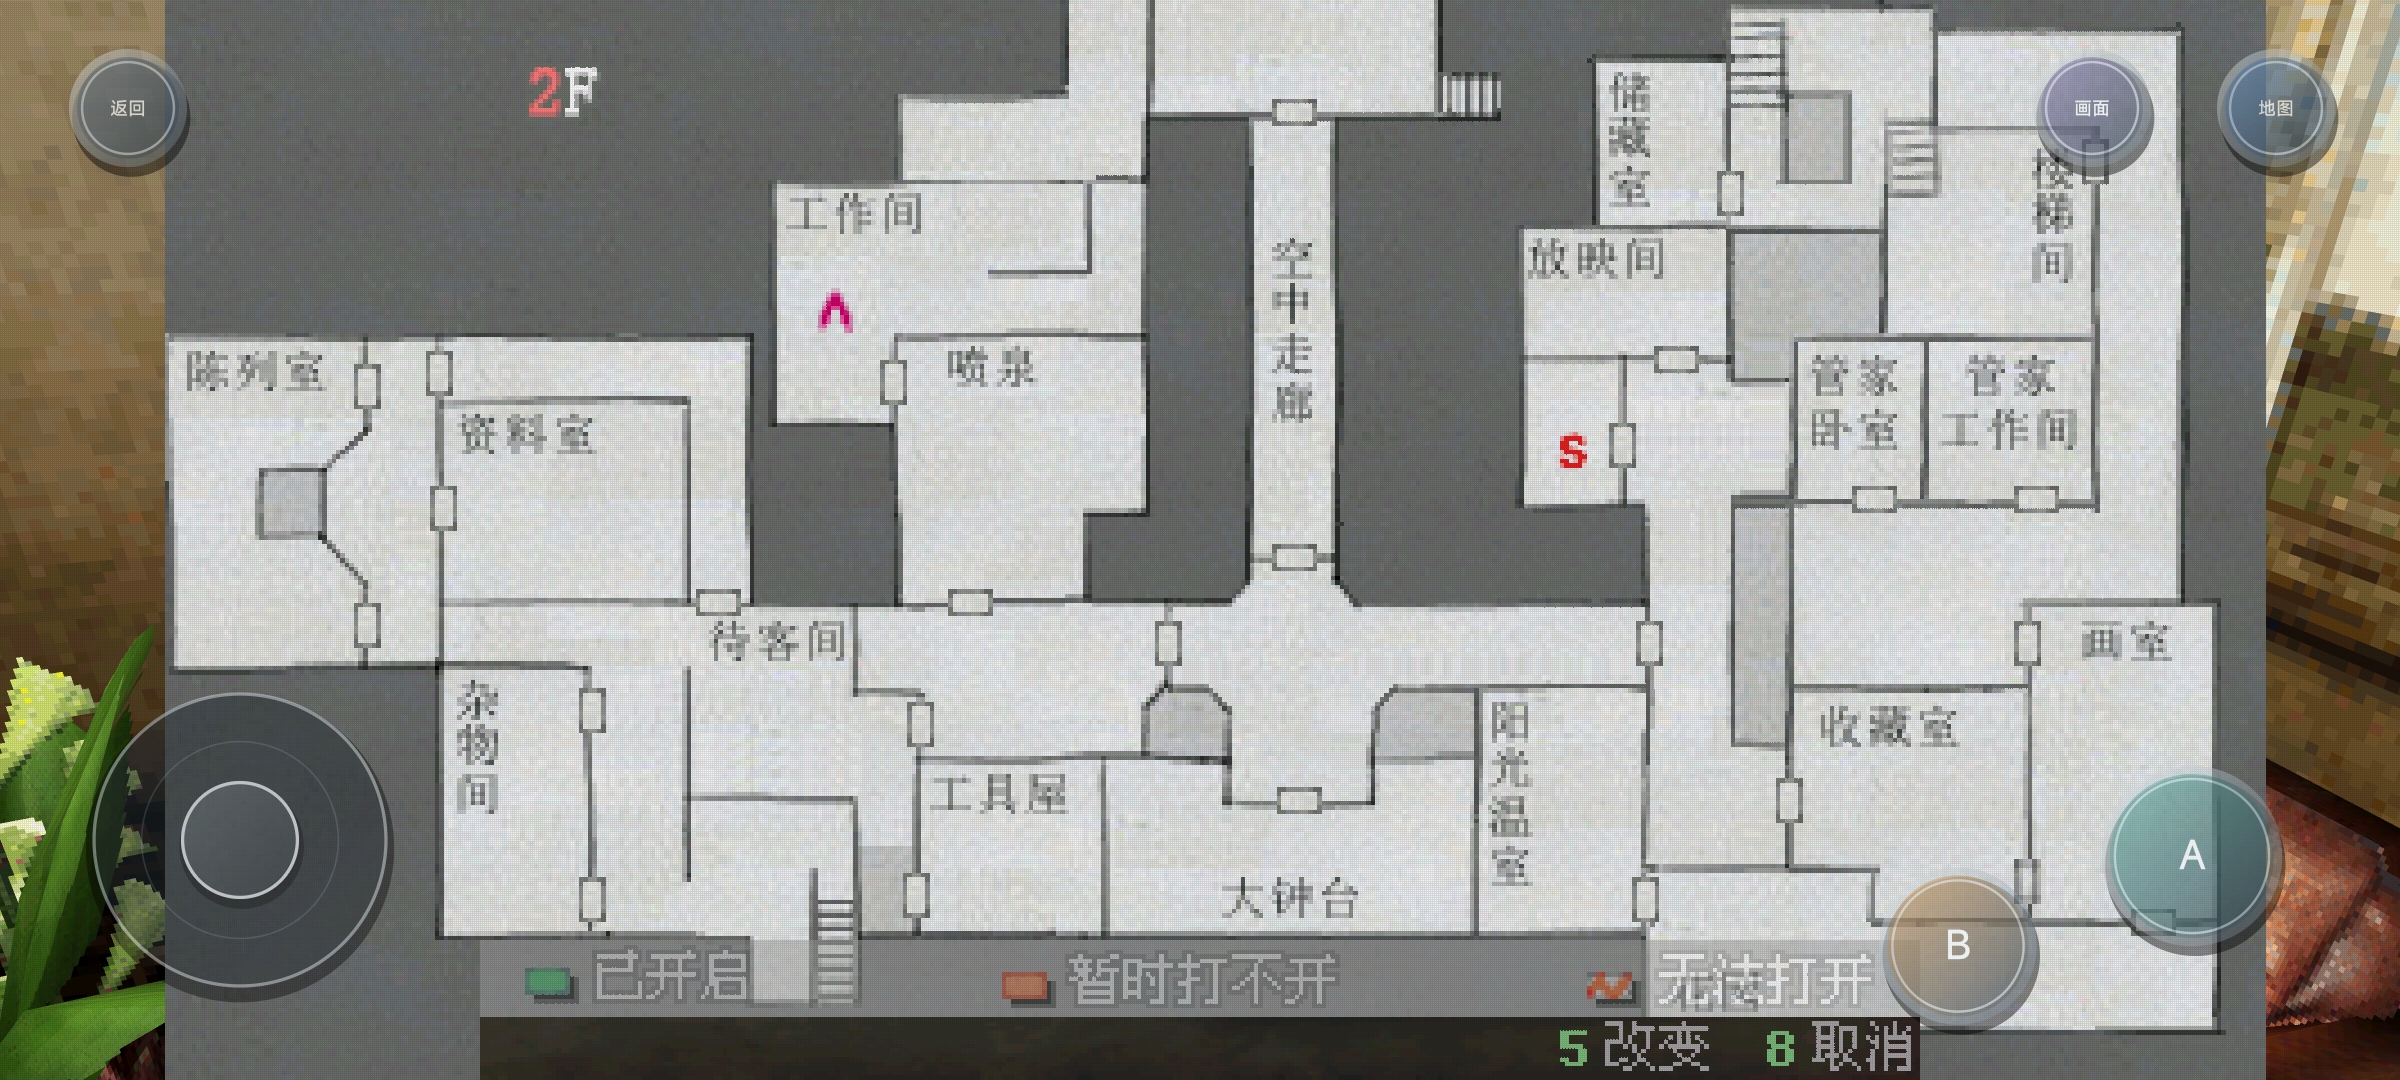 返回
2F
画面
地图
储藏室
楼梯间
工作间
空中走廊
放映间
陈列室
喷泉
管家卧室
管家工作间
资料室
S
待客间
画室
杂物间
收藏室
阳光温室
工具屋
大钟台
A
B
已开启
暂时打不开
无法打开
5 改变
8 取消